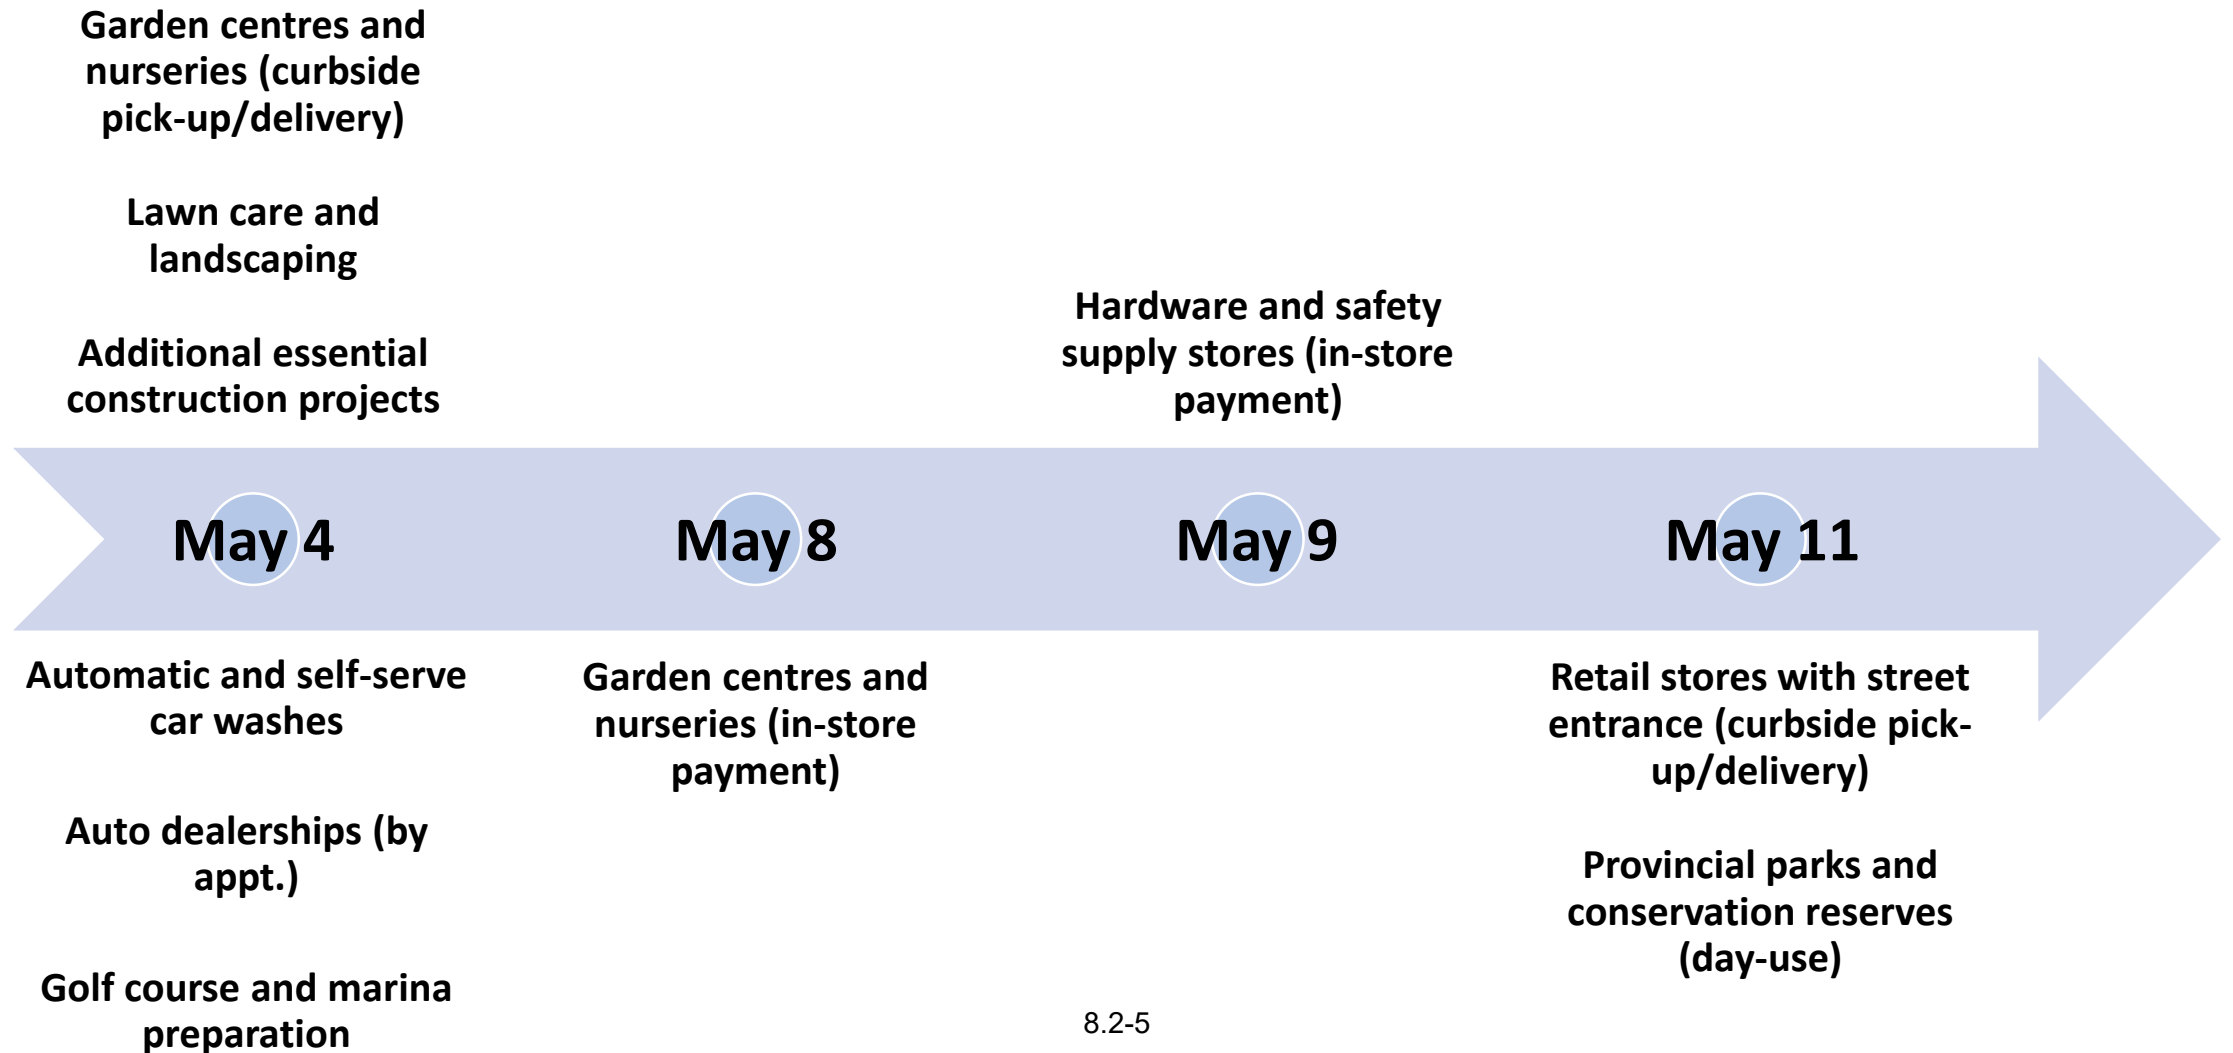 Garden centres and
nurseries (curbside
pick-up/delivery)
Lawn care and
landscaping
Additional essential
construction projects
Hardware and safety
supply stores (in-store
payment)
May 4
May 8
May 9
May 11
Automatic and self-serve
car washes
Auto dealerships (by
appt.)
Golf course and marina
preparation
Garden centres and
nurseries (in-store
payment)
Retail stores with street
entrance (curbside pick-
up/delivery)
Provincial parks and
conservation reserves
(day-use)
8.2-5